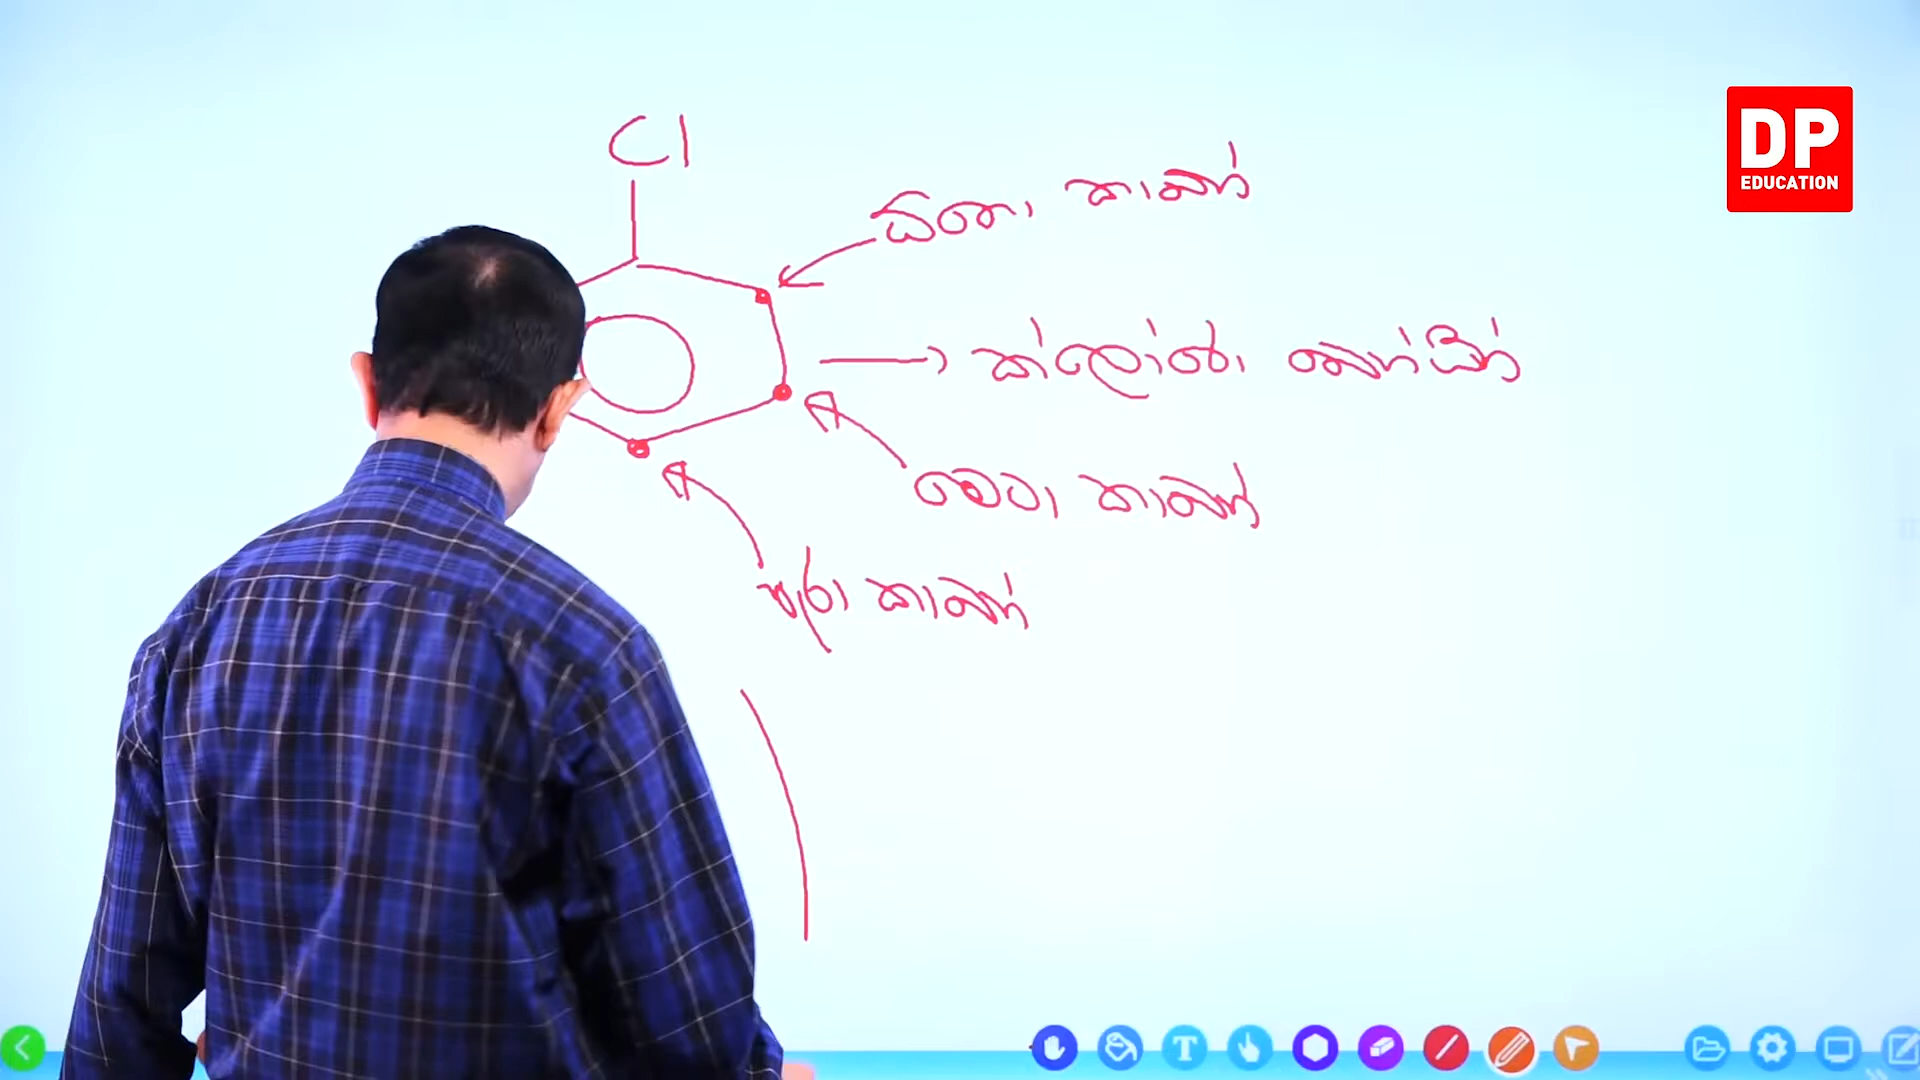 Cl
ඕතො කාබන්
ක්ලෝරො බෙන්සීන්
මෙටා කාබන්
පැරා කාබන්
DP
EDUCATION
T